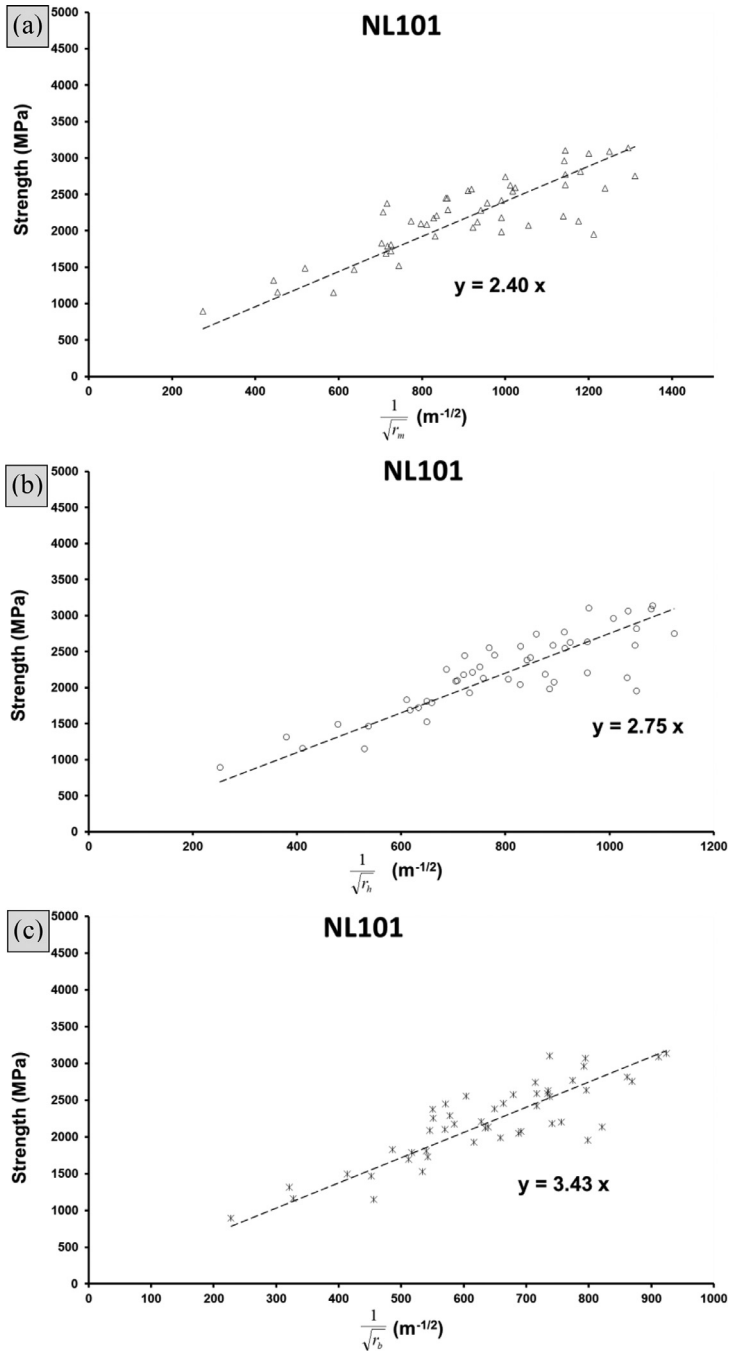 (a)
NL101
5000
4500
4000
3500
3000
2500
2000
1500
1000
500
0
Strength (MPa)
y = 2.40 x
0 200 400 600 800 1000 1200 1400
1/√r_m (m-1/2)
(b)
NL101
5000
4500
4000
3500
3000
2500
2000
1500
1000
500
0
Strength (MPa)
y = 2.75 x
0 200 400 600 800 1000 1200
1/√r_h (m-1/2)
(c)
NL101
5000
4500
4000
3500
3000
2500
2000
1500
1000
500
0
Strength (MPa)
y = 3.43 x
0 100 200 300 400 500 600 700 800 900 1000
1/√r_b (m-1/2)